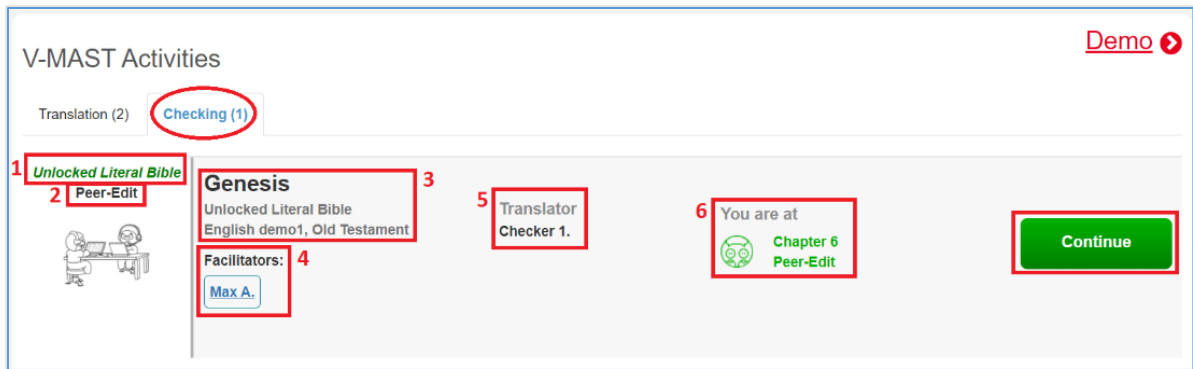 Demo
V-MAST Activities
Translation (2) Checking (1)
1 Unlocked Literal Bible
2 Peer-Edit
Genesis 3
Unlocked Literal Bible
English demo1, Old Testament
Facilitators: 4
Max A.
5 Translator
Checker 1.
6 You are at
Chapter 6
Peer-Edit
Continue